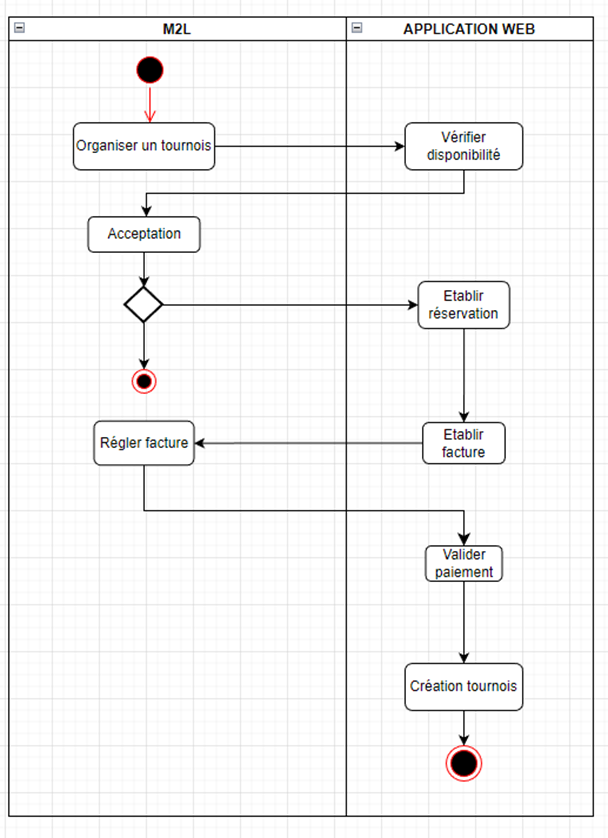 M2L
APPLICATION WEB
Organiser un tournois
Vérifier
disponibilité
Acceptation
Etablir
réservation
Régler facture
Etablir
facture
Valider
paiement
Création tournois